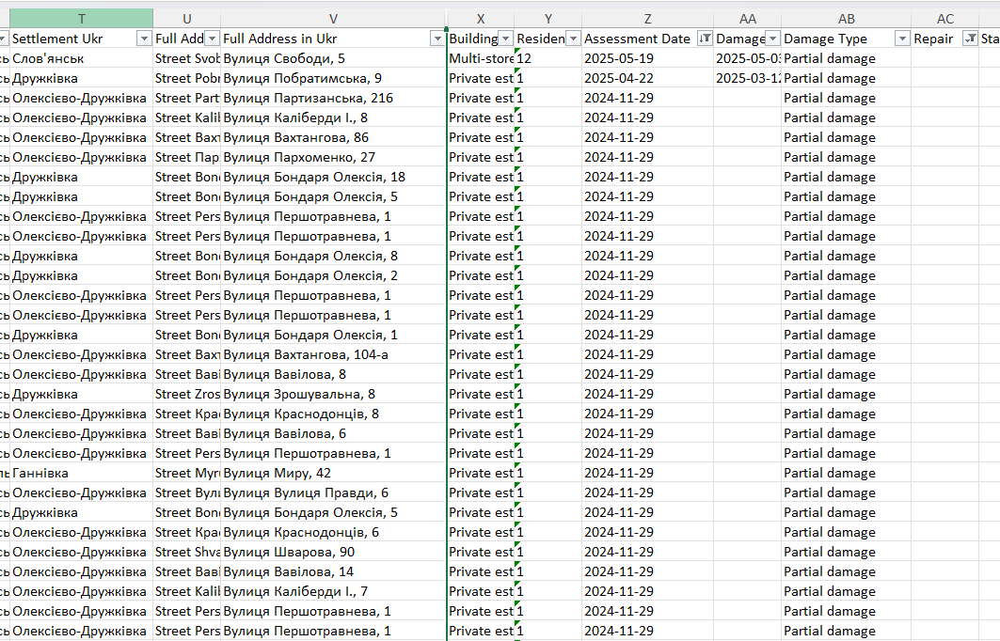 T U V X Y Z AA AB AC
Settlement Ukr Full Add Full Address in Ukr Building Residen Assessment Date Damage Damage Type Repair Sta
сь Слов'янськ Street Svob Вулиця Свободи, 5 Multi-store 12 2025-05-19 2025-05-03 Partial damage
сь Дружківка Street Pobr Вулиця Побратимська, 9 Private est 1 2025-04-22 2025-03-12 Partial damage
сь Олексієво-Дружківка Street Part Вулиця Партизанська, 216 Private est 1 2024-11-29 Partial damage
сь Олексієво-Дружківка Street Kalil Вулиця Каліберди І., 8 Private est 1 2024-11-29 Partial damage
сь Олексієво-Дружківка Street Вахт Вулиця Вахтангова, 86 Private est 1 2024-11-29 Partial damage
сь Олексієво-Дружківка Street Пар Вулиця Пархоменко, 27 Private est 1 2024-11-29 Partial damage
сь Дружківка Street Bon Вулиця Бондаря Олексія, 18 Private est 1 2024-11-29 Partial damage
сь Дружківка Street Bon Вулиця Бондаря Олексія, 5 Private est 1 2024-11-29 Partial damage
сь Олексієво-Дружківка Street Pers Вулиця Першотравнева, 1 Private est 1 2024-11-29 Partial damage
сь Олексієво-Дружківка Street Pers Вулиця Першотравнева, 1 Private est 1 2024-11-29 Partial damage
сь Дружківка Street Bon Вулиця Бондаря Олексія, 8 Private est 1 2024-11-29 Partial damage
сь Дружківка Street Bon Вулиця Бондаря Олексія, 2 Private est 1 2024-11-29 Partial damage
сь Олексієво-Дружківка Street Pers Вулиця Першотравнева, 1 Private est 1 2024-11-29 Partial damage
сь Олексієво-Дружківка Street Pers Вулиця Першотравнева, 1 Private est 1 2024-11-29 Partial damage
сь Дружківка Street Bon Вулиця Бондаря Олексія, 1 Private est 1 2024-11-29 Partial damage
сь Олексієво-Дружківка Street Вахт Вулиця Вахтангова, 104-а Private est 1 2024-11-29 Partial damage
сь Олексієво-Дружківка Street Ваві Вулиця Вавілова, 8 Private est 1 2024-11-29 Partial damage
сь Дружківка Street Zros Вулиця Зрошувальна, 8 Private est 1 2024-11-29 Partial damage
сь Олексієво-Дружківка Street Кра Вулиця Краснодонців, 8 Private est 1 2024-11-29 Partial damage
сь Олексієво-Дружківка Street Ваві Вулиця Вавілова, 6 Private est 1 2024-11-29 Partial damage
сь Олексієво-Дружківка Street Pers Вулиця Першотравнева, 1 Private est 1 2024-11-29 Partial damage
ль Ганнівка Street Myr Вулиця Миру, 42 Private est 1 2024-11-29 Partial damage
сь Олексієво-Дружківка Street Вули Вулиця Вулиця Правди, 6 Private est 1 2024-11-29 Partial damage
сь Дружківка Street Bon Вулиця Бондаря Олексія, 5 Private est 1 2024-11-29 Partial damage
сь Олексієво-Дружківка Street Кра Вулиця Краснодонців, 6 Private est 1 2024-11-29 Partial damage
сь Олексієво-Дружківка Street Shva Вулиця Шварова, 90 Private est 1 2024-11-29 Partial damage
сь Олексієво-Дружківка Street Ваві Вулиця Вавілова, 14 Private est 1 2024-11-29 Partial damage
сь Олексієво-Дружківка Street Kalil Вулиця Каліберди І., 7 Private est 1 2024-11-29 Partial damage
сь Олексієво-Дружківка Street Pers Вулиця Першотравнева, 1 Private est 1 2024-11-29 Partial damage
сь Олексієво-Дружківка Street Pers Вулиця Першотравнева, 1 Private est 1 2024-11-29 Partial damage